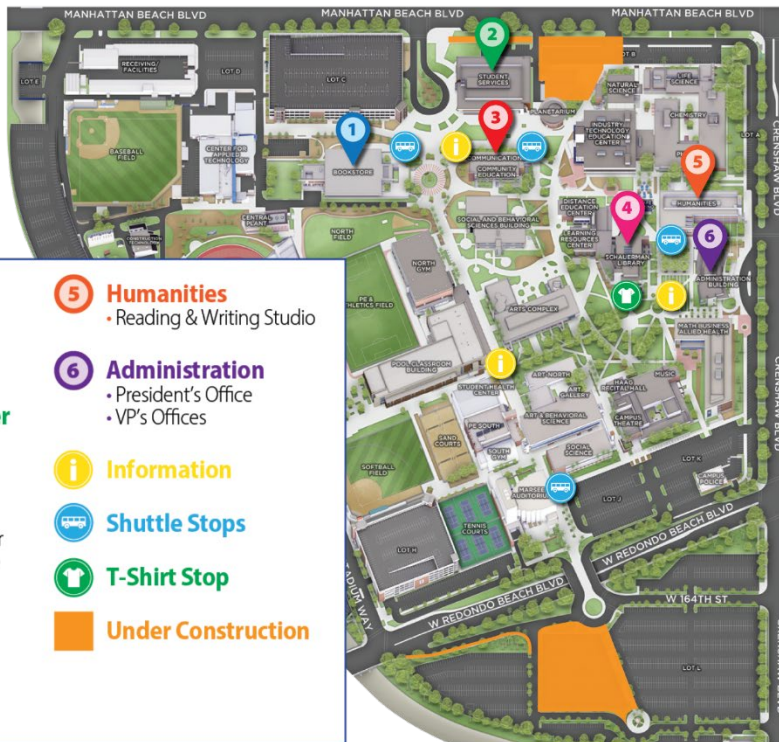 MANHATTAN BEACH BLVD
MANHATTAN BEACH BLVD
MANHATTAN BEACH BLVD
2
LOT E
RECEIVING/
FACILITIES
LOT D
LOT C
STUDENT
SERVICES
LOT B
NATURAL
SCIENCE
LIFE
SCIENCE
PLANETARIUM
CHEMISTRY
LOT A
1
3
i
INDUSTRY
TECHNOLOGY
EDUCATION
CENTER
BASEBALL
FIELD
CENTER FOR
APPLIED
TECHNOLOGY
BOOKSTORE
COMMUNICATION
COMMUNITY
EDUCATION
5
HUMANITIES
CENTRAL
PLANT
CONSTRUCTION
TECHNOLOGY
NORTH
FIELD
SOCIAL AND BEHAVIORAL
SCIENCES BUILDING
DISTANCE
EDUCATION
CENTER
LEARNING
RESOURCES
CENTER
4
SCHAUERMAN
LIBRARY
6
ADMINISTRATION
BUILDING
NORTH
GYM
PE &
ATHLETICS FIELD
ARTS COMPLEX
i
MATH BUSINESS
ALLIED HEALTH
POOL CLASSROOM
BUILDING
i
STUDENT HEALTH
CENTER
ART NORTH
ART
GALLERY
MUSIC
HAAG
RECITAL HALL
CAMPUS
THEATRE
PE SOUTH
ART & BEHAVIORAL
SCIENCE
SAND
COURTS
SOUTH
GYM
SOCIAL
SCIENCE
SOFTBALL
FIELD
MARSEE
AUDITORIUM
LOT K
CAMPUS
POLICE
LOT J
TENNIS
COURTS
LOT H
W REDONDO BEACH BLVD
W REDONDO BEACH BLVD
W 164TH ST
LOT L
5 Humanities
• Reading & Writing Studio
6 Administration
• President's Office
• VP's Offices
i Information
Shuttle Stops
T-Shirt Stop
Under Construction